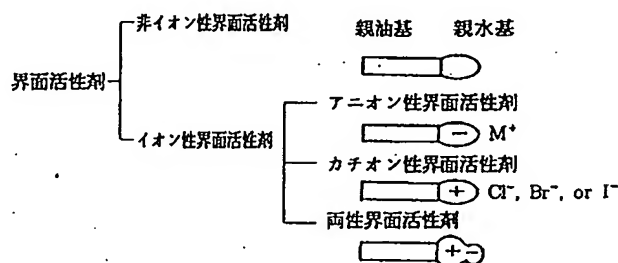 非イオン性界面活性剤
親油基 親水基
界面活性剤
アニオン性界面活性剤
− M⁺
イオン性界面活性剤
カチオン性界面活性剤
+ Cl⁻, Br⁻, or I⁻
両性界面活性剤
+ −